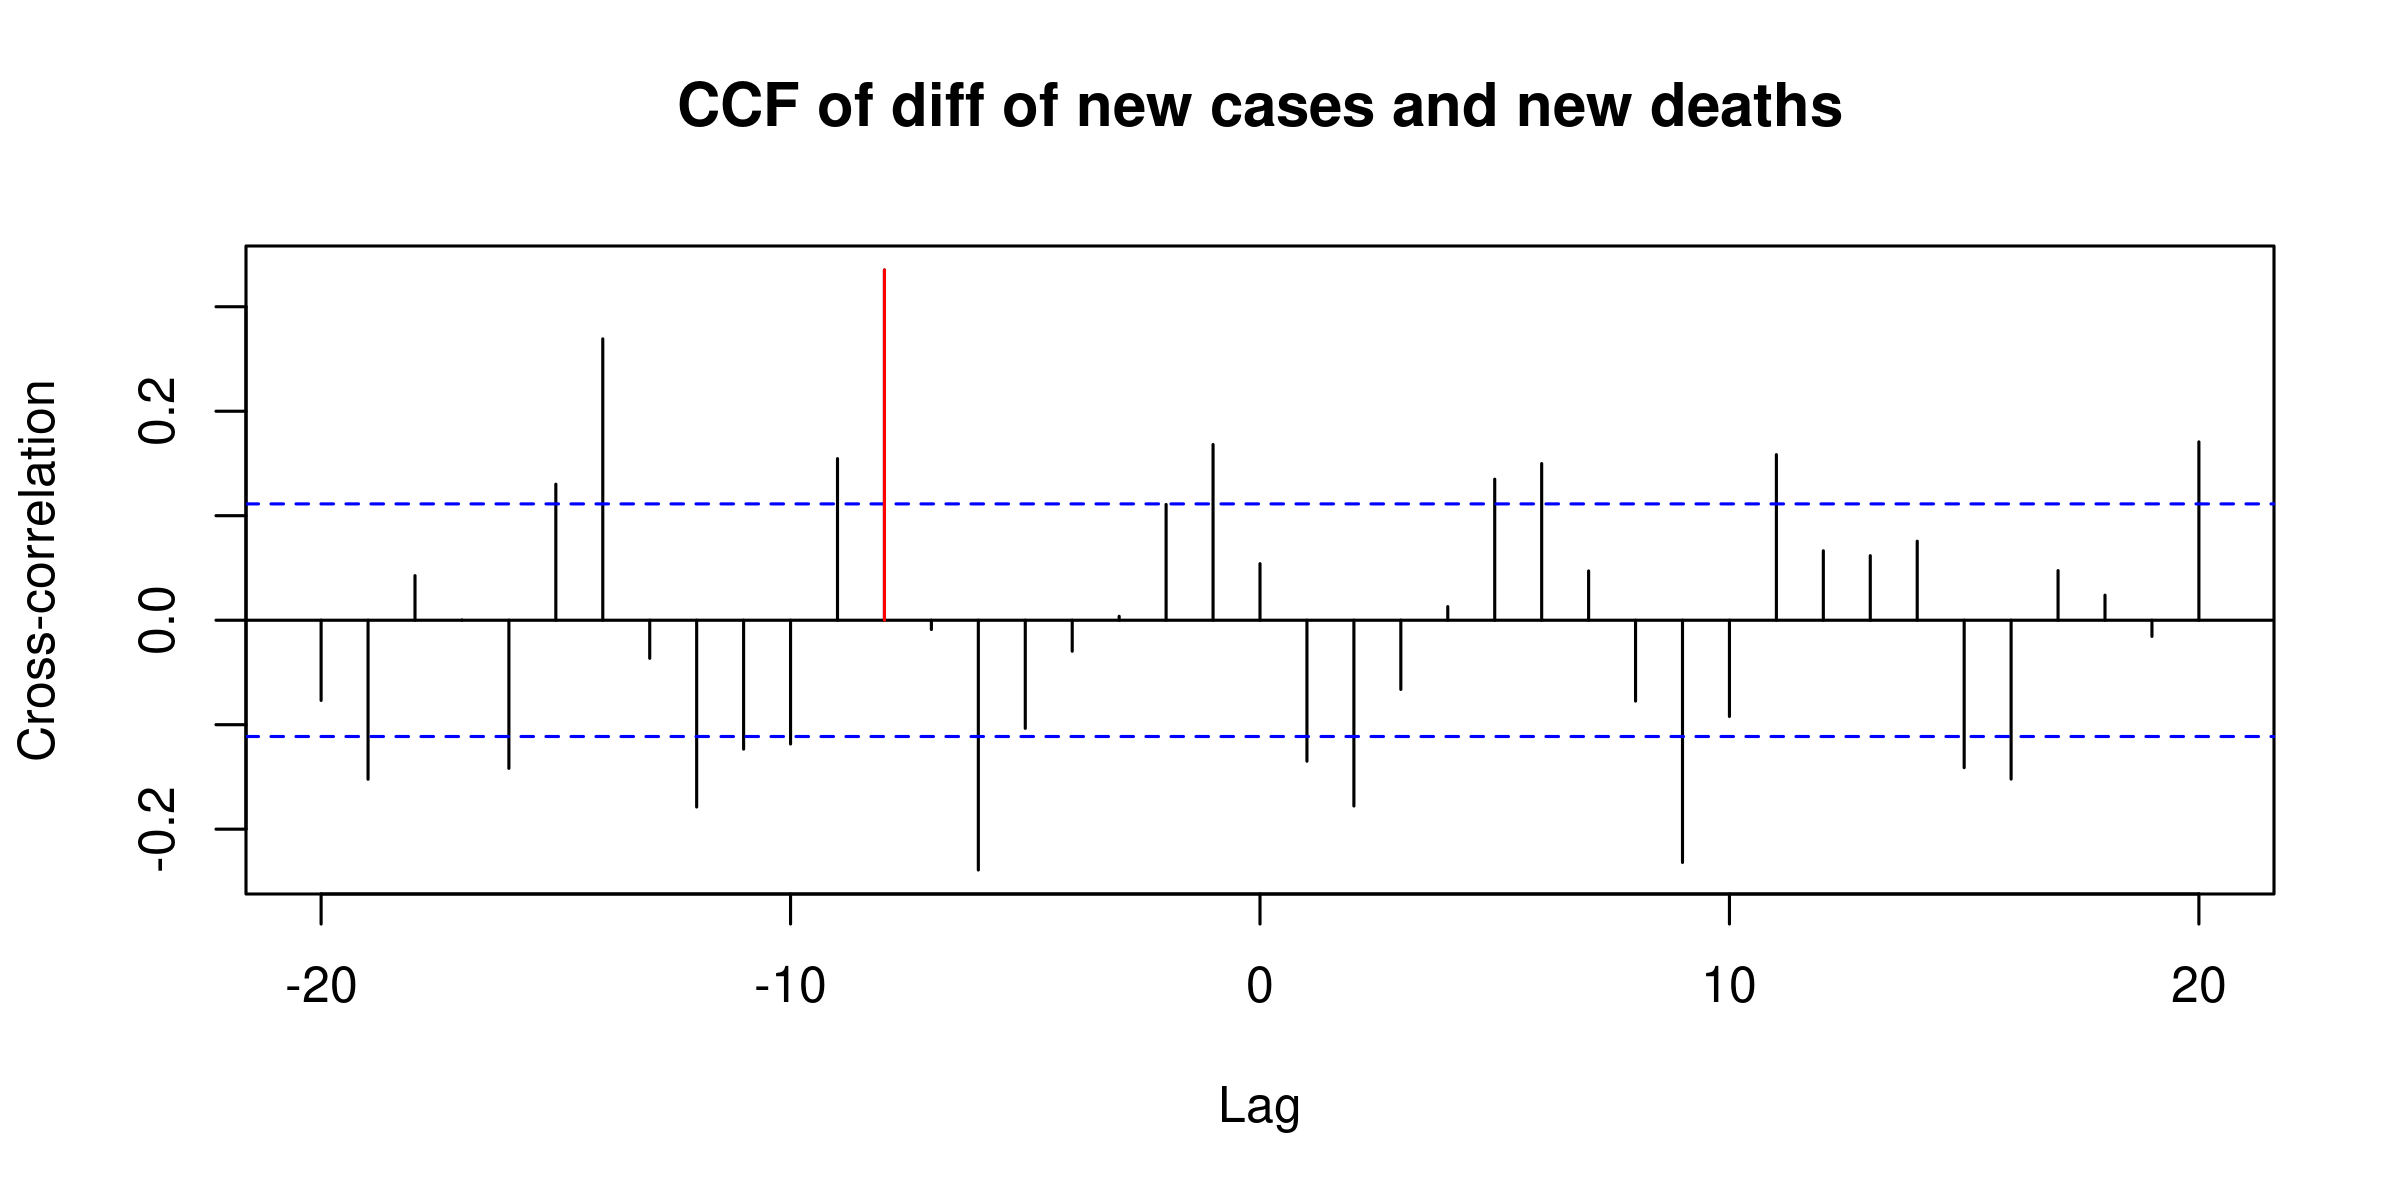 CCF of diff of new cases and new deaths
Cross-correlation
0.2
0.0
-0.2
-20 -10 0 10 20
Lag